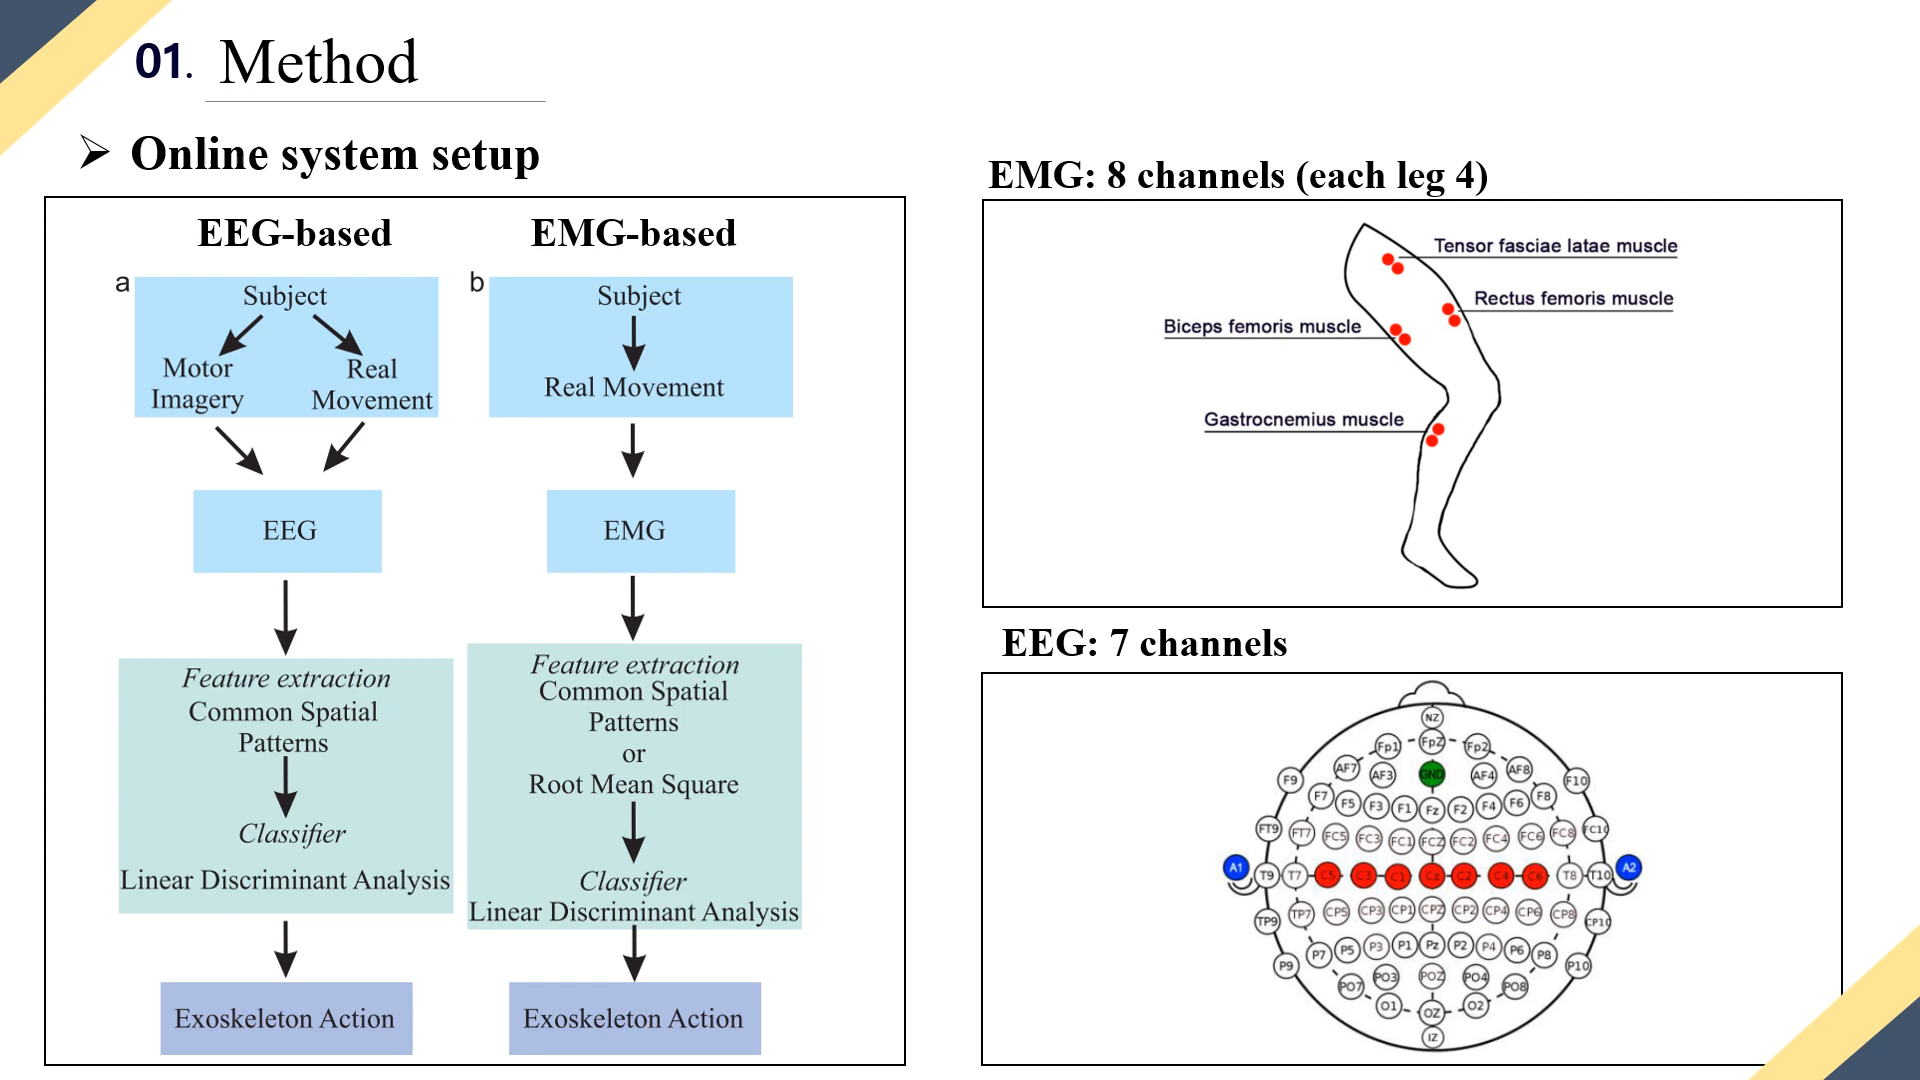 01. Method
➢ Online system setup
EEG-based
EMG-based
a
Subject
Motor
Imagery
Real
Movement
EEG
Feature extraction
Common Spatial
Patterns
Classifier
Linear Discriminant Analysis
Exoskeleton Action
b
Subject
Real Movement
EMG
Feature extraction
Common Spatial
Patterns
or
Root Mean Square
Classifier
Linear Discriminant Analysis
Exoskeleton Action
EMG: 8 channels (each leg 4)
Tensor fasciae latae muscle
Rectus femoris muscle
Biceps femoris muscle
Gastrocnemius muscle
EEG: 7 channels
NZ
Fp1 FpZ Fp2
AF7 AF3 GND AF4 AF8
F9 F7 F5 F3 F1 Fz F2 F4 F6 F8 F10
FT9 FT7 FC5 FC3 FC1 FCZ FC2 FC4 FC6 FC8 FC10
A1 T9 T7 C5 C3 C1 Cz C2 C4 C6 T8 T10 A2
TP9 TP7 CP5 CP3 CP1 CPZ CP2 CP4 CP6 CP8 CP10
P9 P7 P5 P3 P1 Pz P2 P4 P6 P8 P10
PO7 PO3 POZ PO4 PO8
O1 OZ O2
IZ